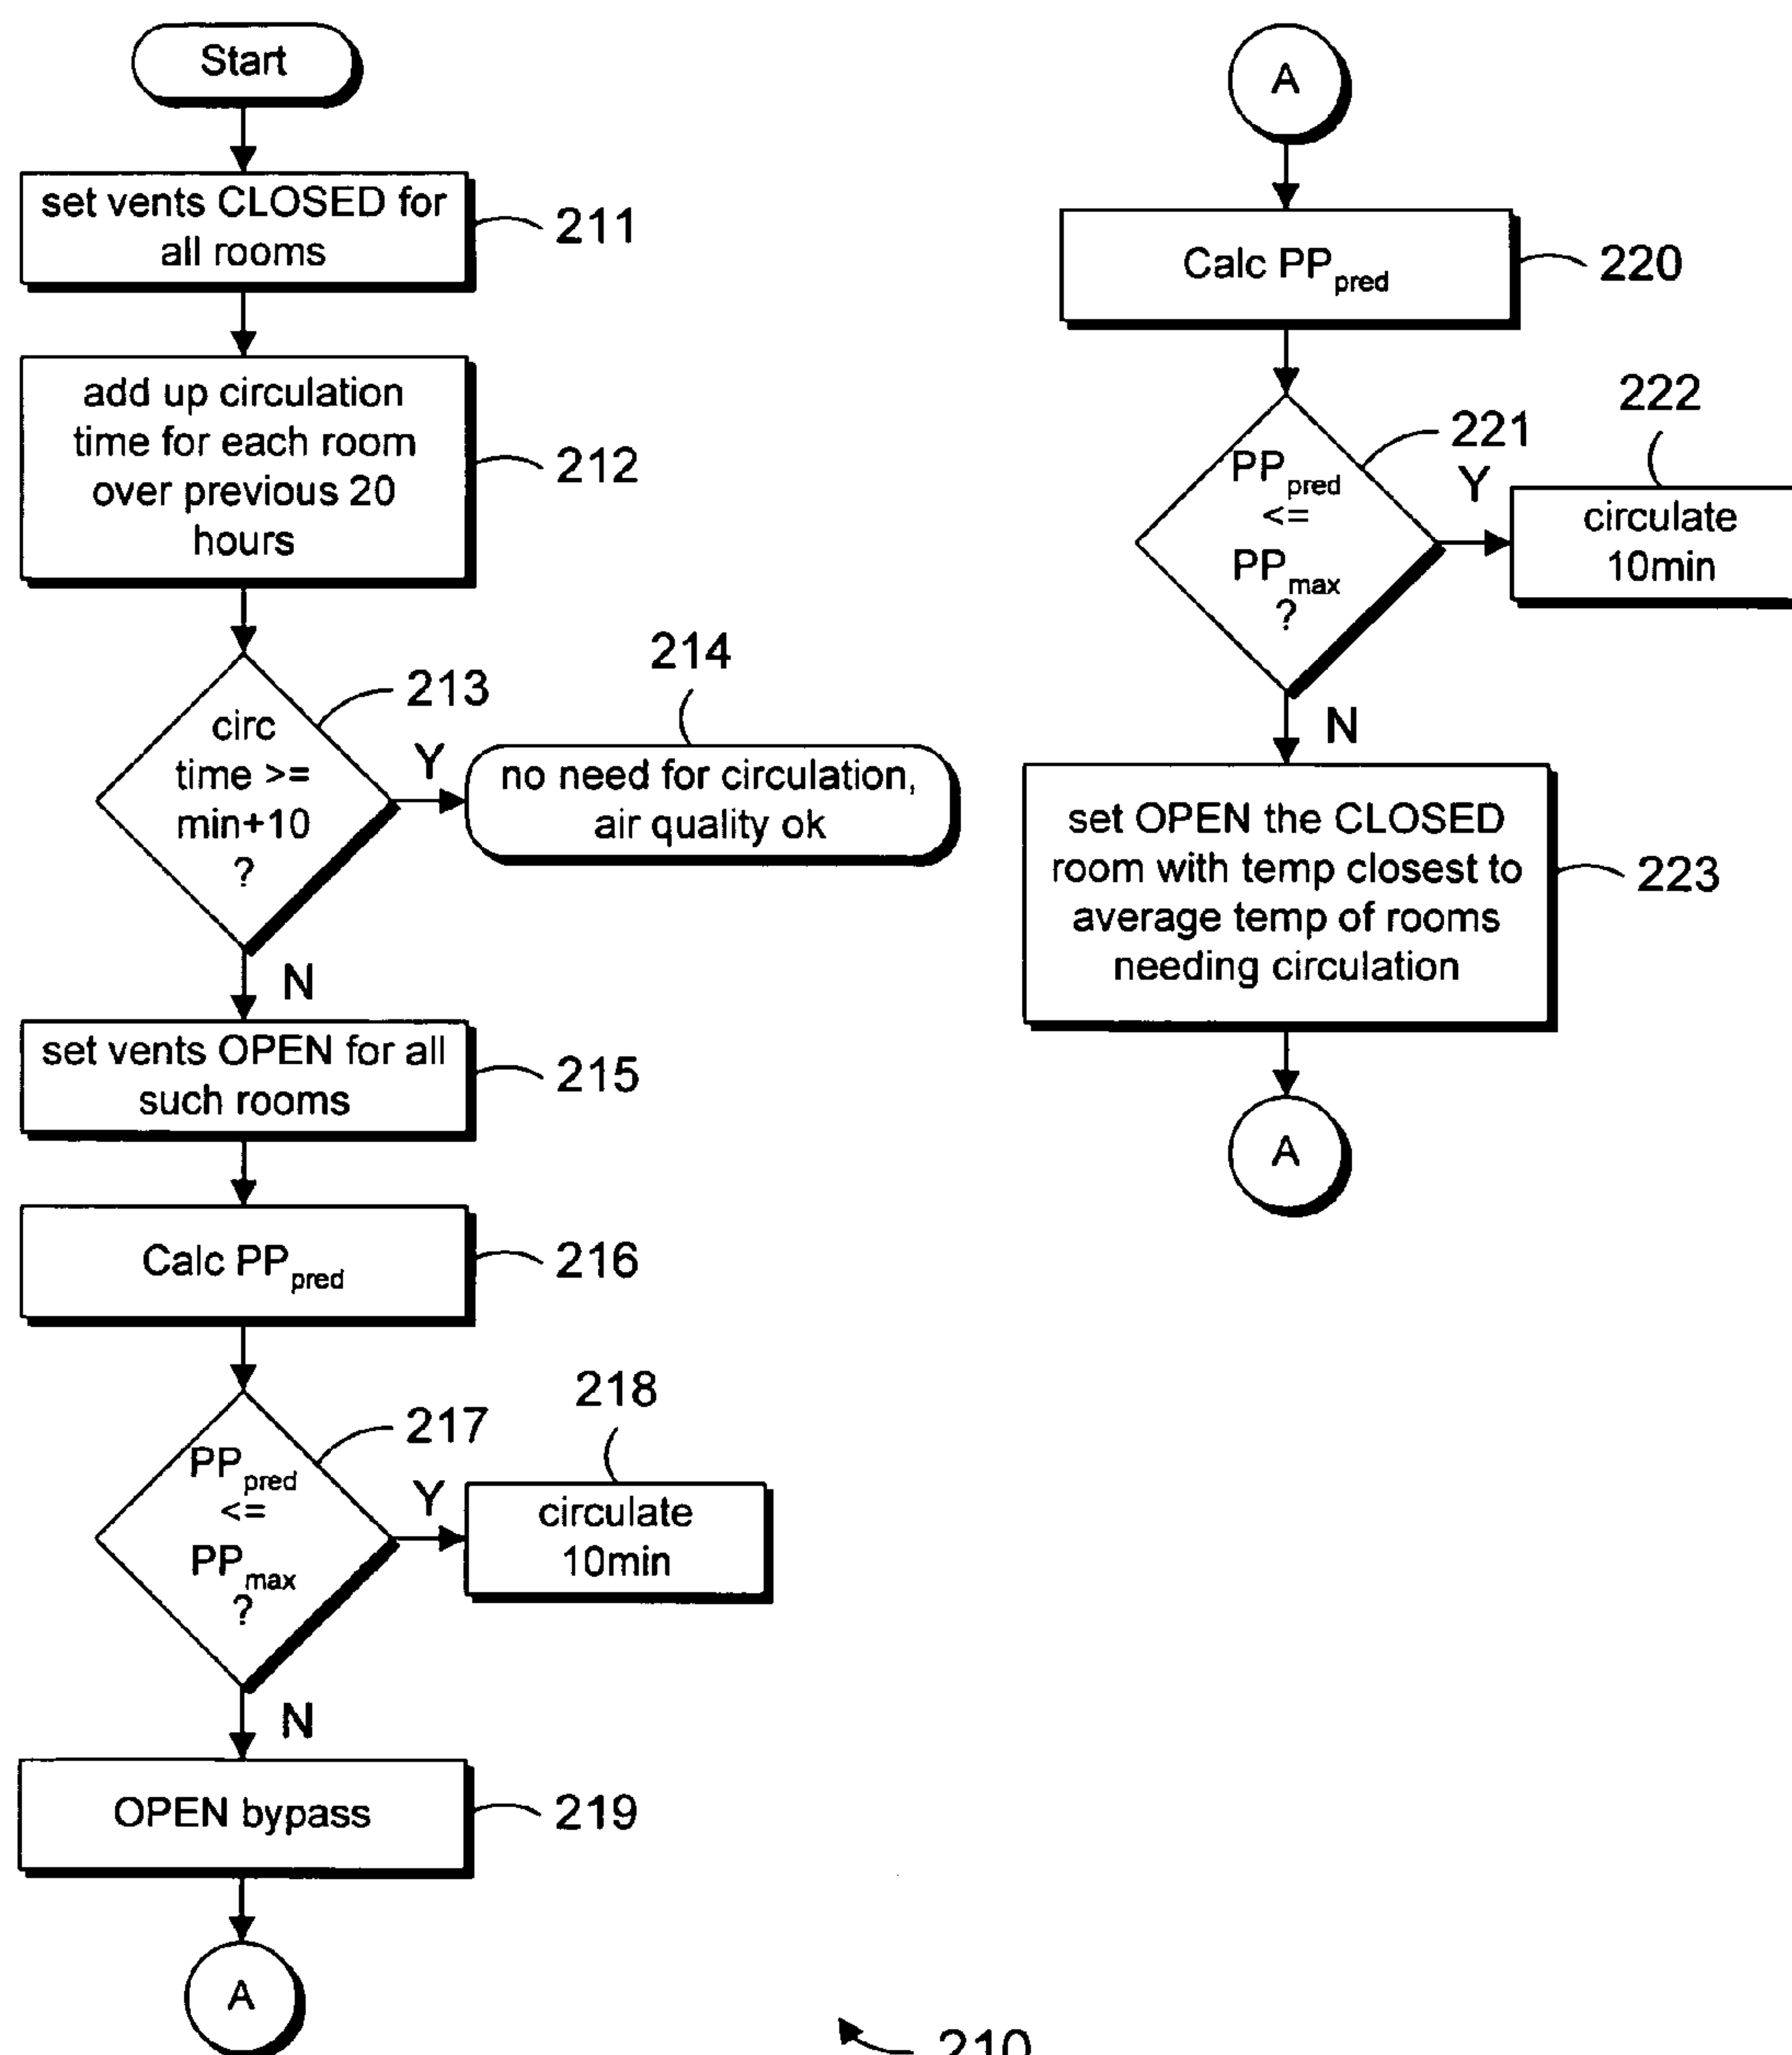 Start
set vents CLOSED for
all rooms
211
add up circulation
time for each room
over previous 20
hours
212
213
circ
time >=
min+10
?
Y
214
no need for circulation,
air quality ok
N
set vents OPEN for all
such rooms
215
Calc PPpred
216
217
PPpred
<=
PPmax
?
Y
218
circulate
10min
N
OPEN bypass
219
A
A
Calc PPpred
220
221
PPpred
<=
PPmax
?
Y
222
circulate
10min
N
set OPEN the CLOSED
room with temp closest to
average temp of rooms
needing circulation
223
A
210